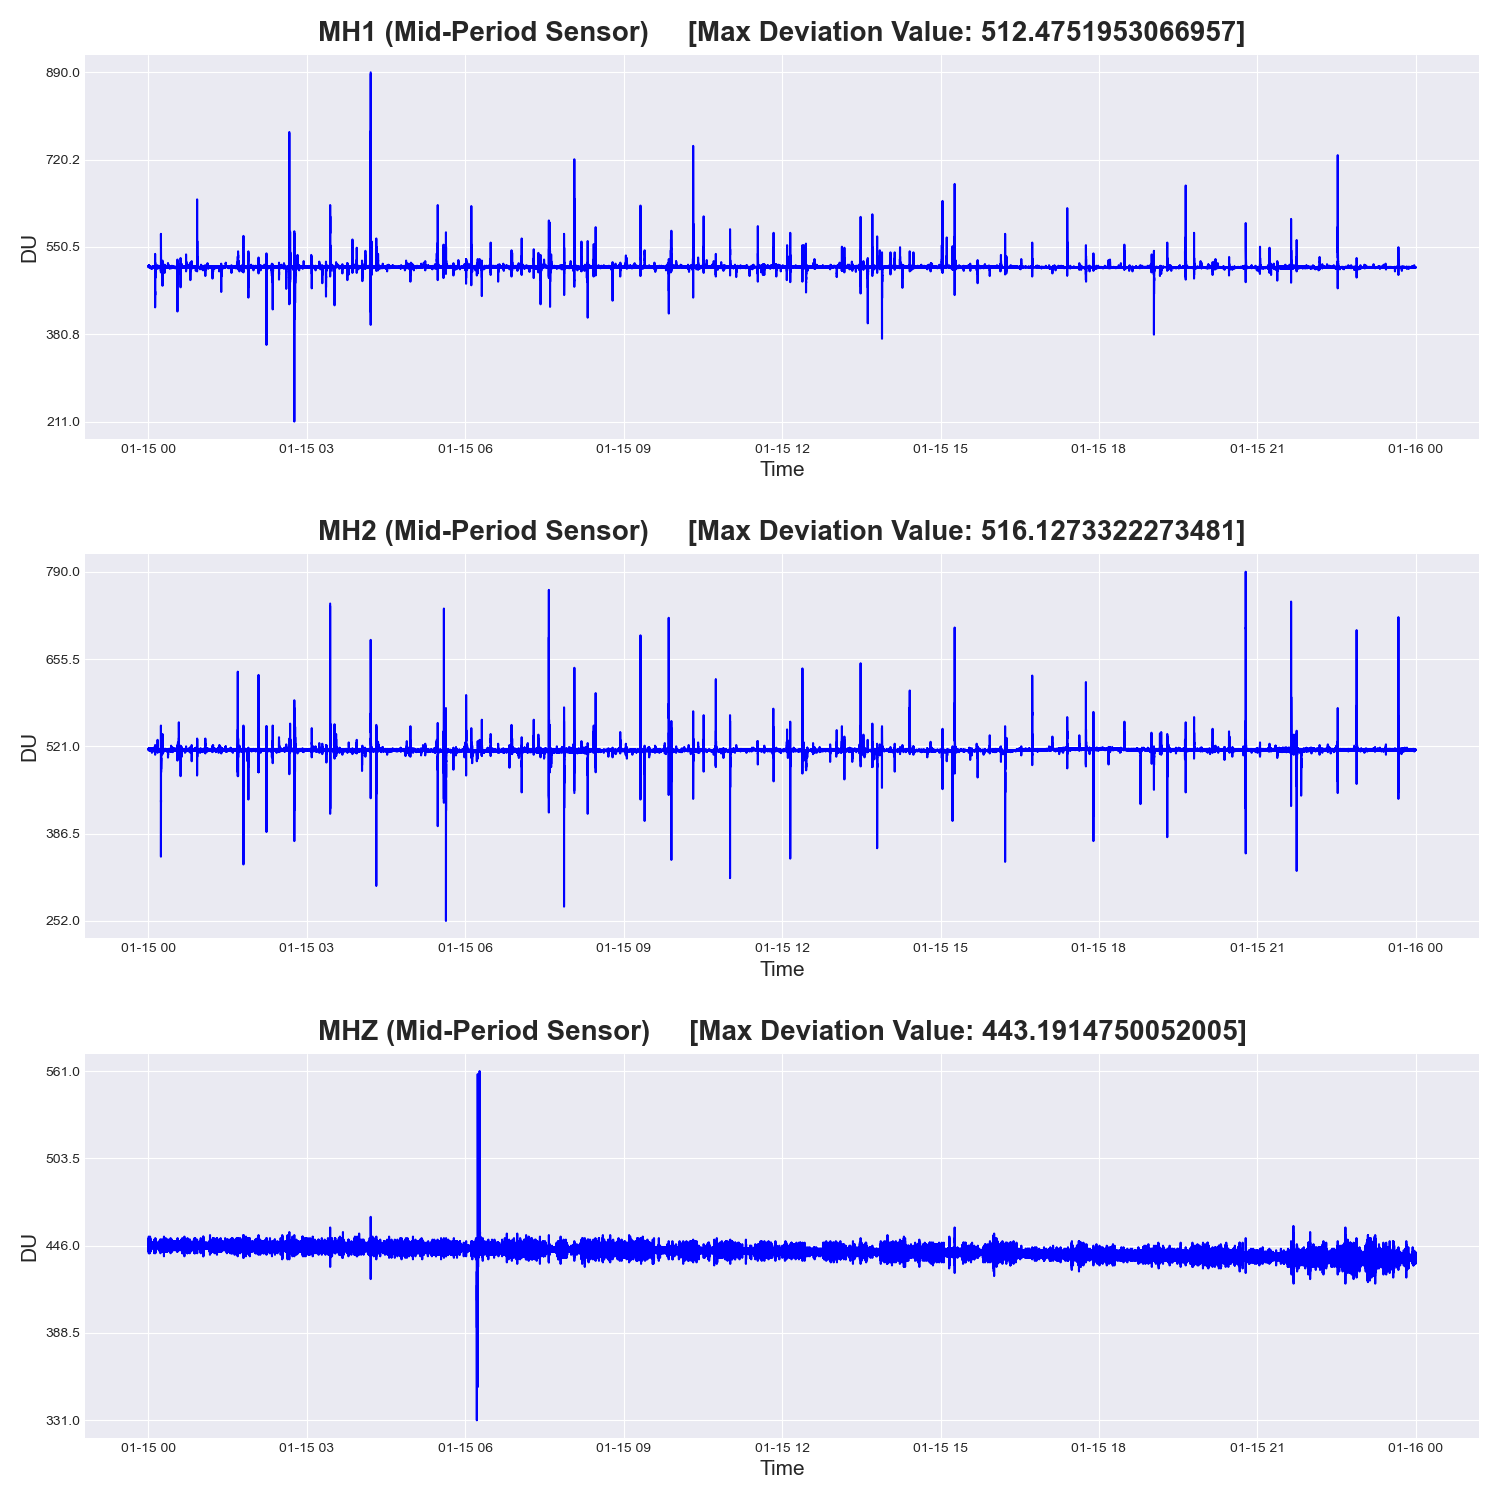 MH1 (Mid-Period Sensor) [Max Deviation Value: 512.4751953066957]
890.0
720.2
550.5
380.8
211.0
DU
01-15 00 01-15 03 01-15 06 01-15 09 01-15 12 01-15 15 01-15 18 01-15 21 01-16 00
Time
MH2 (Mid-Period Sensor) [Max Deviation Value: 516.1273322273481]
790.0
655.5
521.0
386.5
252.0
DU
01-15 00 01-15 03 01-15 06 01-15 09 01-15 12 01-15 15 01-15 18 01-15 21 01-16 00
Time
MHZ (Mid-Period Sensor) [Max Deviation Value: 443.1914750052005]
561.0
503.5
446.0
388.5
331.0
DU
01-15 00 01-15 03 01-15 06 01-15 09 01-15 12 01-15 15 01-15 18 01-15 21 01-16 00
Time